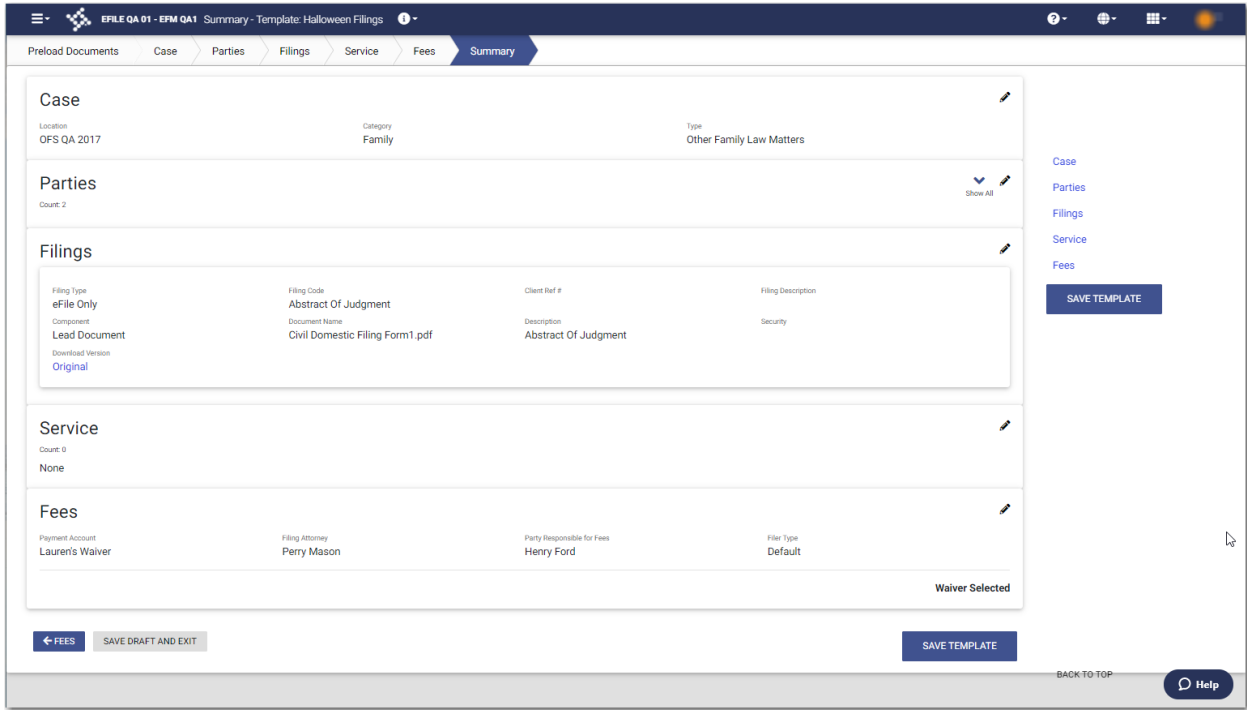 EFILE QA 01 - EFM QA1 Summary - Template: Halloween Filings
Preload Documents Case Parties Filings Service Fees Summary
Case
Location Category Type
OFS QA 2017 Family Other Family Law Matters
Parties
Show All
Count: 2
Filings
Filing Type Filing Code Client Ref # Filing Description
eFile Only Abstract Of Judgment
Component Document Name Description Security
Lead Document Civil Domestic Filing Form1.pdf Abstract Of Judgment
Download Version
Original
Service
Count: 0
None
Fees
Payment Account Filing Attorney Party Responsible for Fees Filer Type
Lauren's Waiver Perry Mason Henry Ford Default
Waiver Selected
FEES SAVE DRAFT AND EXIT SAVE TEMPLATE
Case
Parties
Filings
Service
Fees
SAVE TEMPLATE
BACK TO TOP
Help